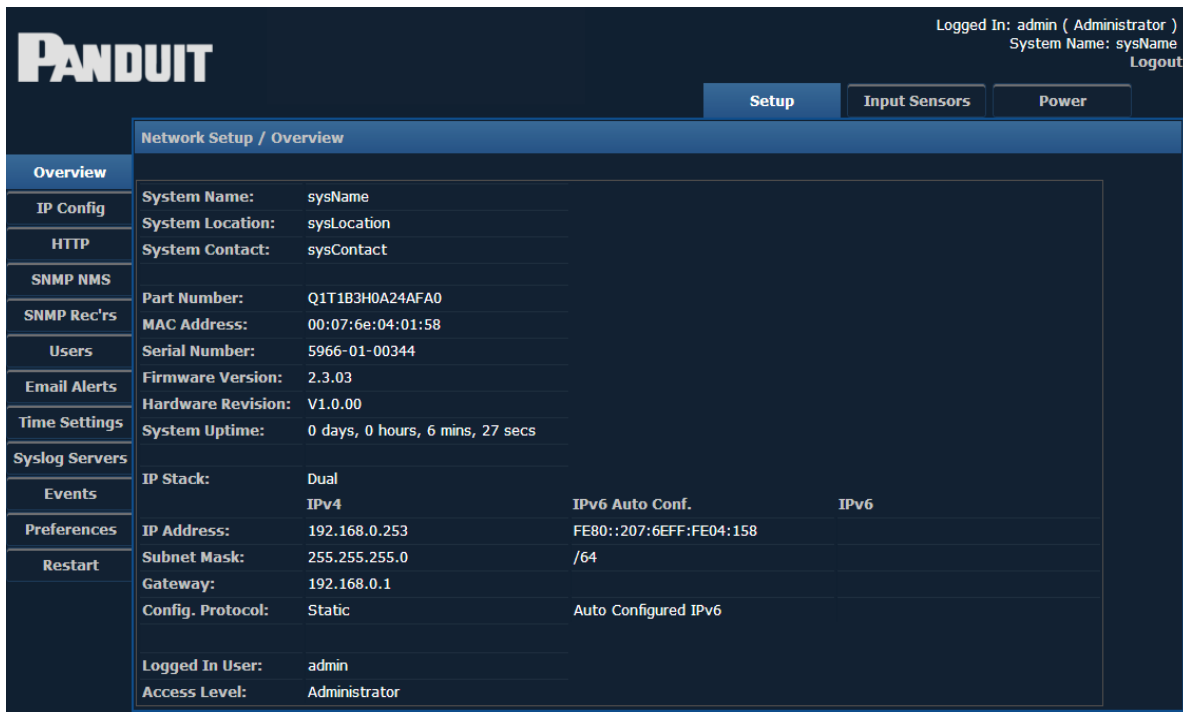 PANDUIT
Logged In: admin ( Administrator )
System Name: sysName
Logout
Setup Input Sensors Power
Network Setup / Overview
Overview
IP Config
HTTP
SNMP NMS
SNMP Rec'rs
Users
Email Alerts
Time Settings
Syslog Servers
Events
Preferences
Restart
System Name: sysName
System Location: sysLocation
System Contact: sysContact
Part Number: Q1T1B3H0A24AFA0
MAC Address: 00:07:6e:04:01:58
Serial Number: 5966-01-00344
Firmware Version: 2.3.03
Hardware Revision: V1.0.00
System Uptime: 0 days, 0 hours, 6 mins, 27 secs
IP Stack: Dual
IPv4 IPv6 Auto Conf. IPv6
IP Address: 192.168.0.253 FE80::207:6EFF:FE04:158
Subnet Mask: 255.255.255.0 /64
Gateway: 192.168.0.1
Config. Protocol: Static Auto Configured IPv6
Logged In User: admin
Access Level: Administrator